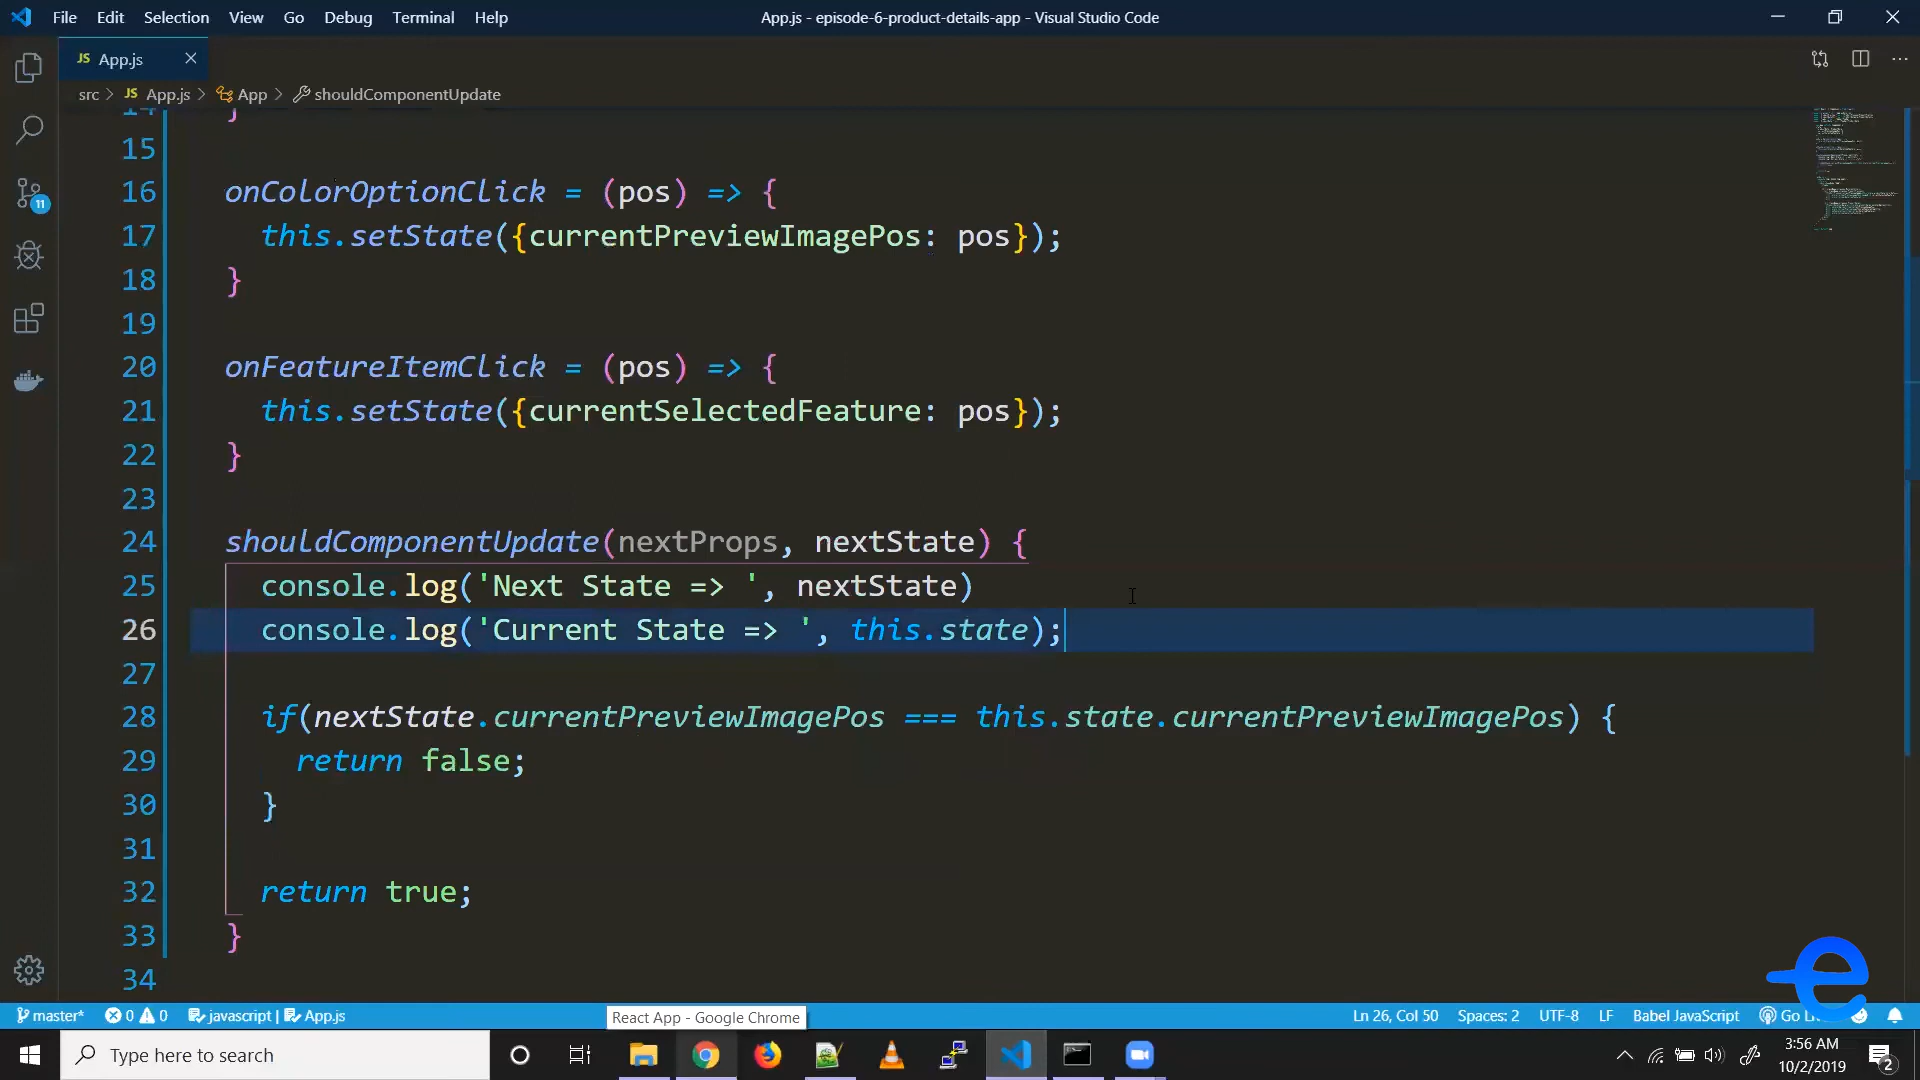 File Edit Selection View Go Debug Terminal Help
App.js - episode-6-product-details-app - Visual Studio Code
JS App.js
src > JS App.js > App > shouldComponentUpdate
14 }
15
16 onColorOptionClick = (pos) => {
17 this.setState({currentPreviewImagePos: pos});
18 }
19
20 onFeatureItemClick = (pos) => {
21 this.setState({currentSelectedFeature: pos});
22 }
23
24 shouldComponentUpdate(nextProps, nextState) {
25 console.log('Next State => ', nextState)
26 console.log('Current State => ', this.state);
27
28 if(nextState.currentPreviewImagePos === this.state.currentPreviewImagePos) {
29 return false;
30 }
31
32 return true;
33 }
34
11
master* 0 0 javascript | App.js
React App - Google Chrome
Ln 26, Col 50 Spaces: 2 UTF-8 LF Babel JavaScript Go
e
Type here to search
3:56 AM
10/2/2019
2